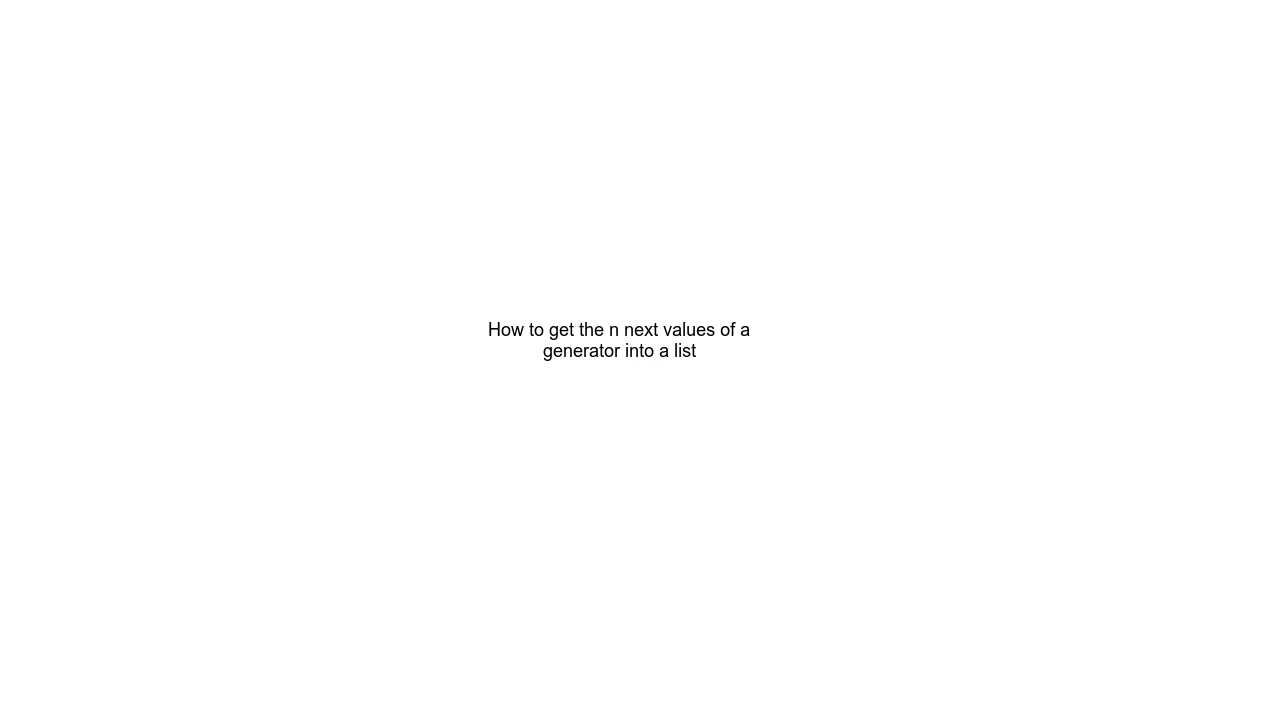 How to get the n next values of a
generator into a list